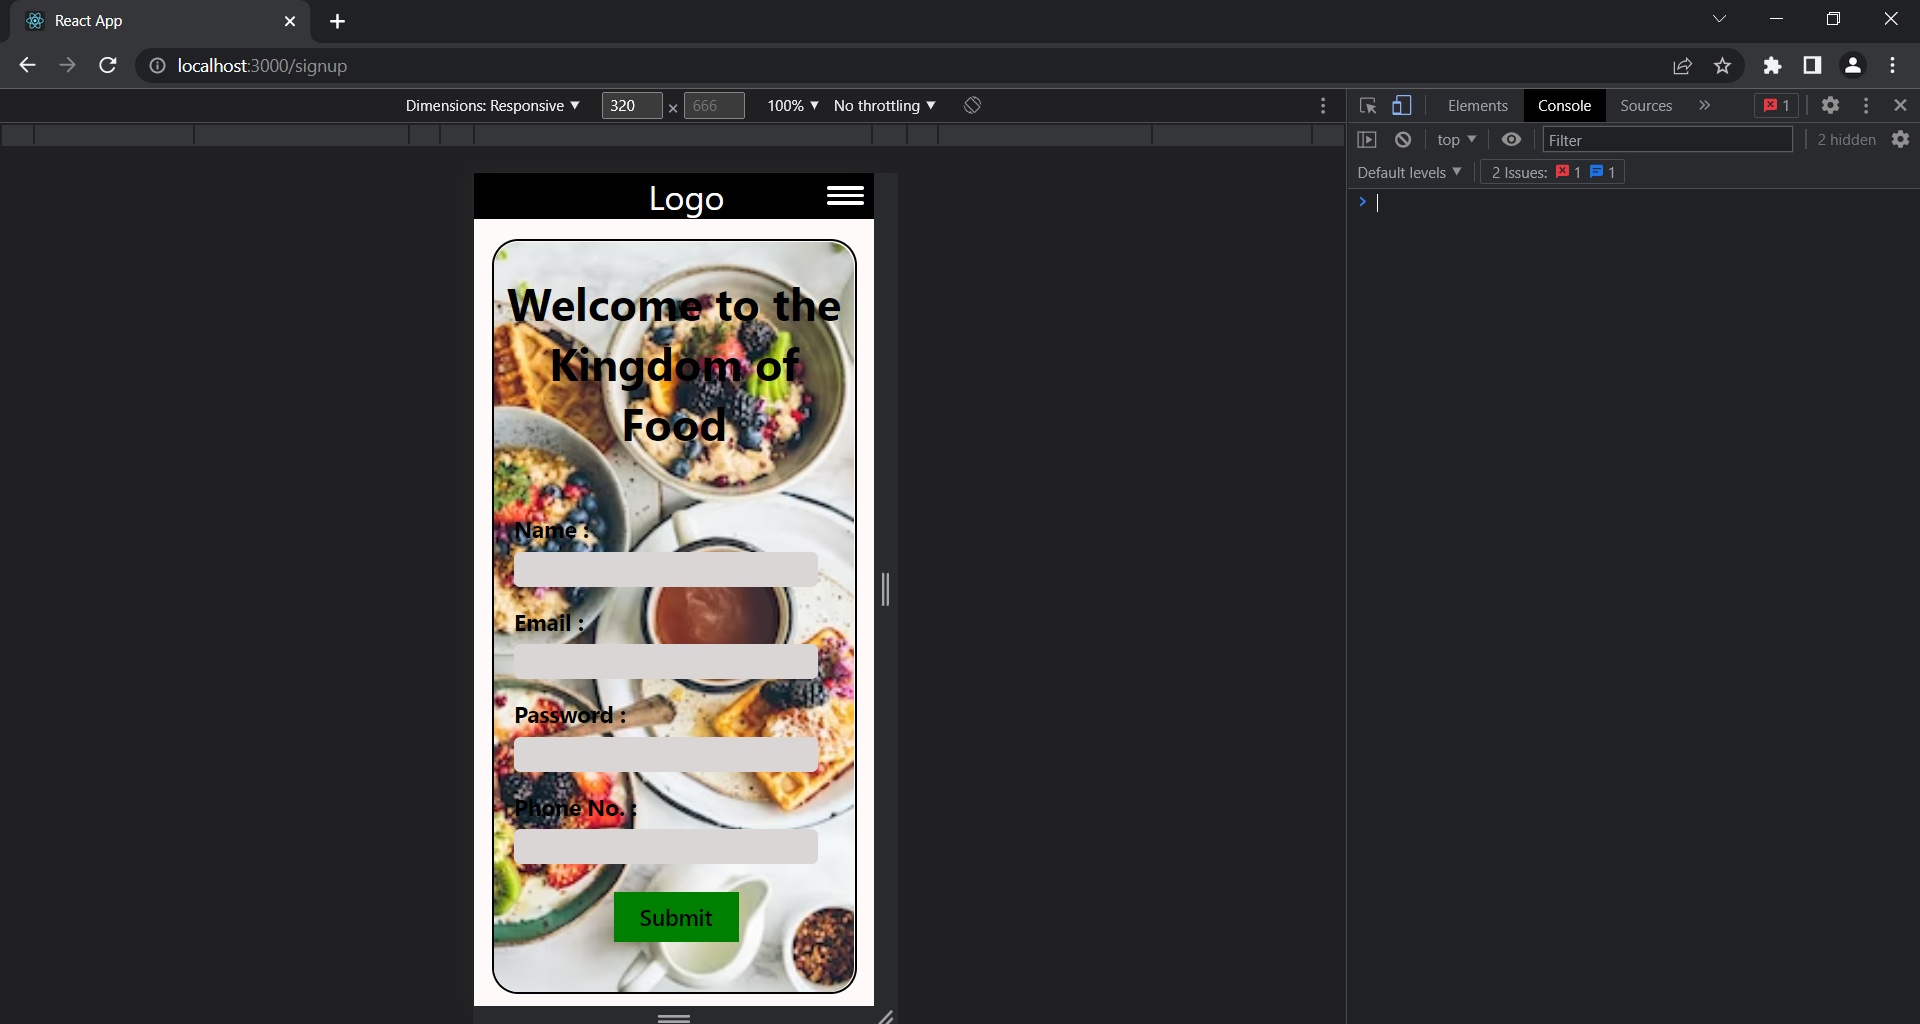 React App
localhost:3000/signup
Dimensions: Responsive 320 × 666 100% No throttling
Elements Console Sources 1
top Filter 2 hidden
Default levels 2 Issues: 1 1
Logo
Welcome to the
Kingdom of
Food
Name :
Email :
Password :
Phone No. :
Submit